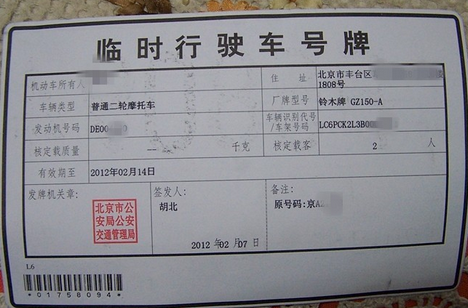 临时行驶车号牌
机动车所有人
住 址 北京市丰台区
1808号
车辆类型 普通二轮摩托车
厂牌型号 铃木牌 GZ150-A
发动机号码 DE00
车辆识别代号/车架号码 LC6PCK2L3B00
核定载质量 — 千克
核定载客 2 人
有效期至 2012年02月14日
发牌机关章:
签发人:
备注:
胡北
原号码:京A
北京市公
安局公安
交通管理局
2012 年02 月07日
L6
*01758094*